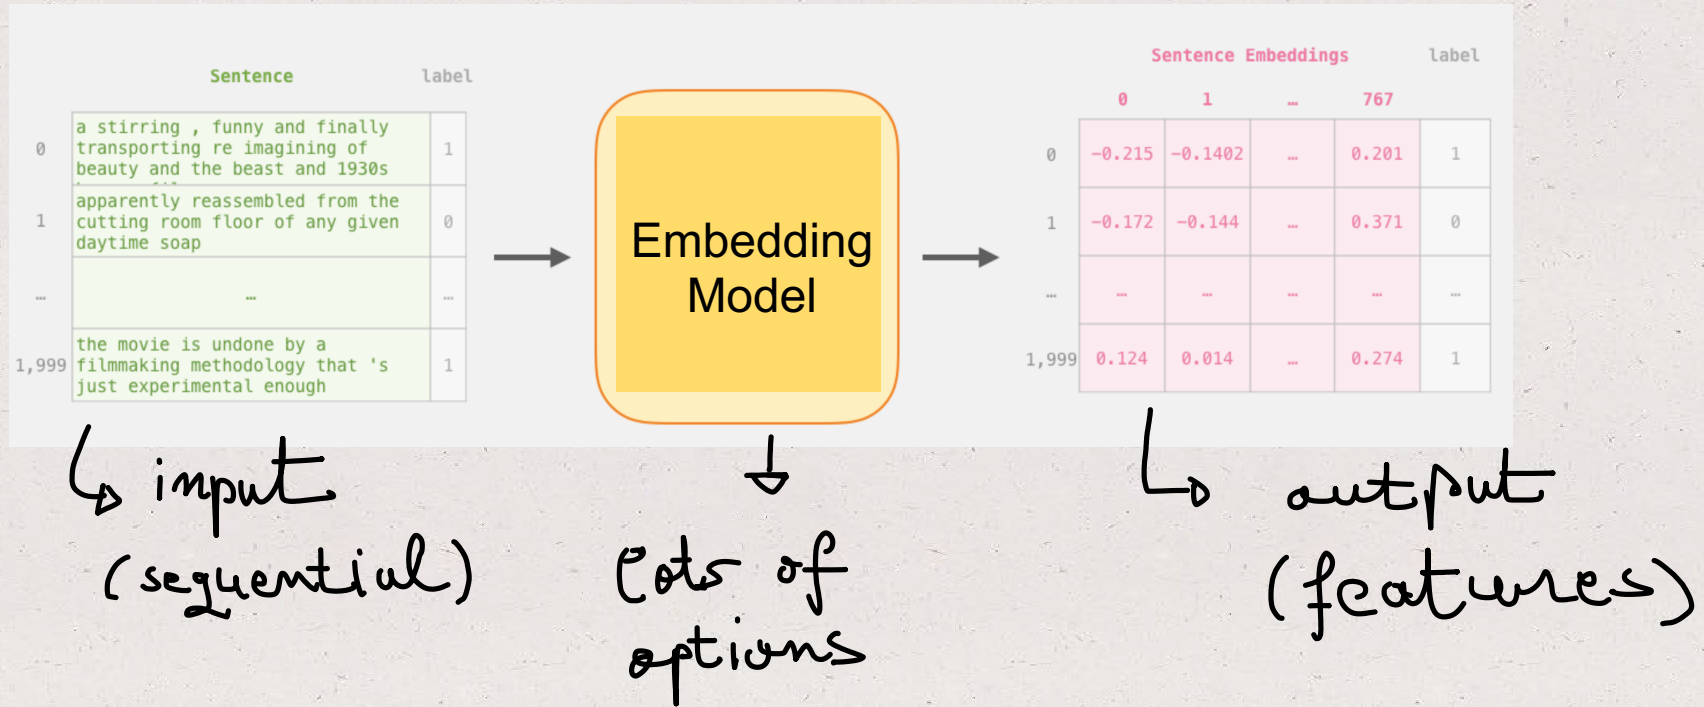 Sentence label
0 a stirring , funny and finally
transporting re imagining of
beauty and the beast and 1930s 1
1 apparently reassembled from the
cutting room floor of any given
daytime soap 0
… … …
1,999 the movie is undone by a
filmmaking methodology that 's
just experimental enough 1
Embedding
Model
Sentence Embeddings label
0 1 … 767
0 -0.215 -0.1402 … 0.201 1
1 -0.172 -0.144 … 0.371 0
… … … … … …
1,999 0.124 0.014 … 0.274 1
input
(sequential)
Lots of
options
output
(features)